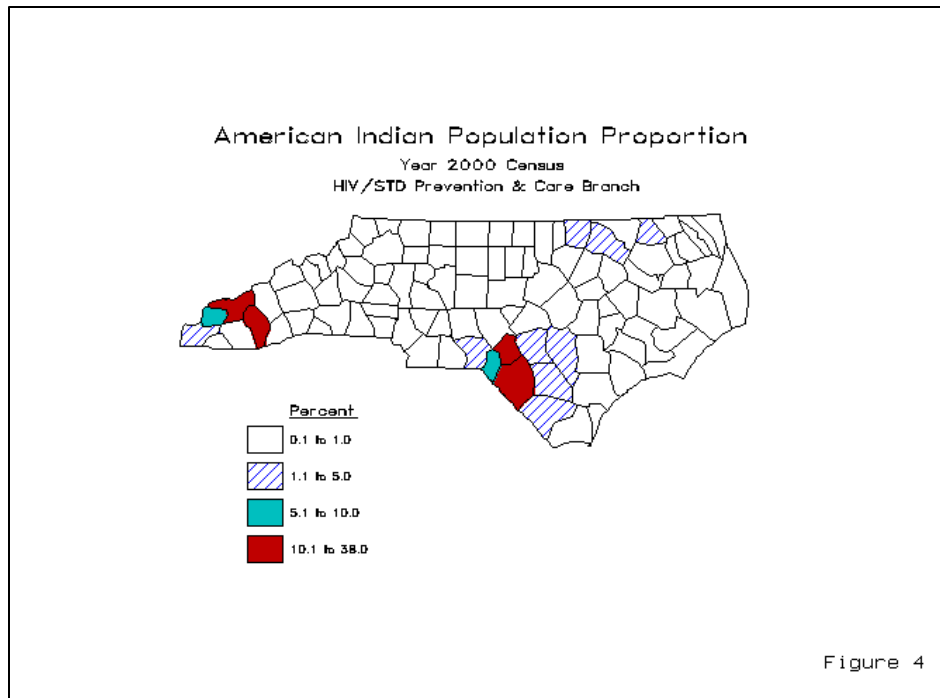 American Indian Population Proportion
Year 2000 Census
HIV/STD Prevention & Care Branch
Percent
0.1 to 1.0
1.1 to 5.0
5.1 to 10.0
10.1 to 38.0
Figure 4